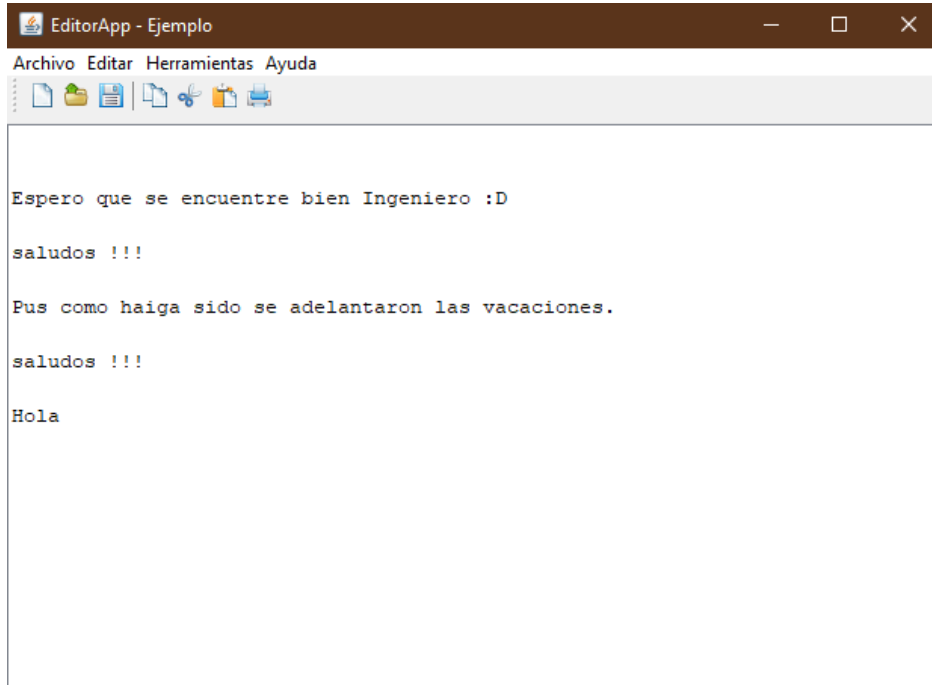 EditorApp - Ejemplo
Archivo Editar Herramientas Ayuda
Espero que se encuentre bien Ingeniero :D
saludos !!!
Pus como haiga sido se adelantaron las vacaciones.
saludos !!!
Hola